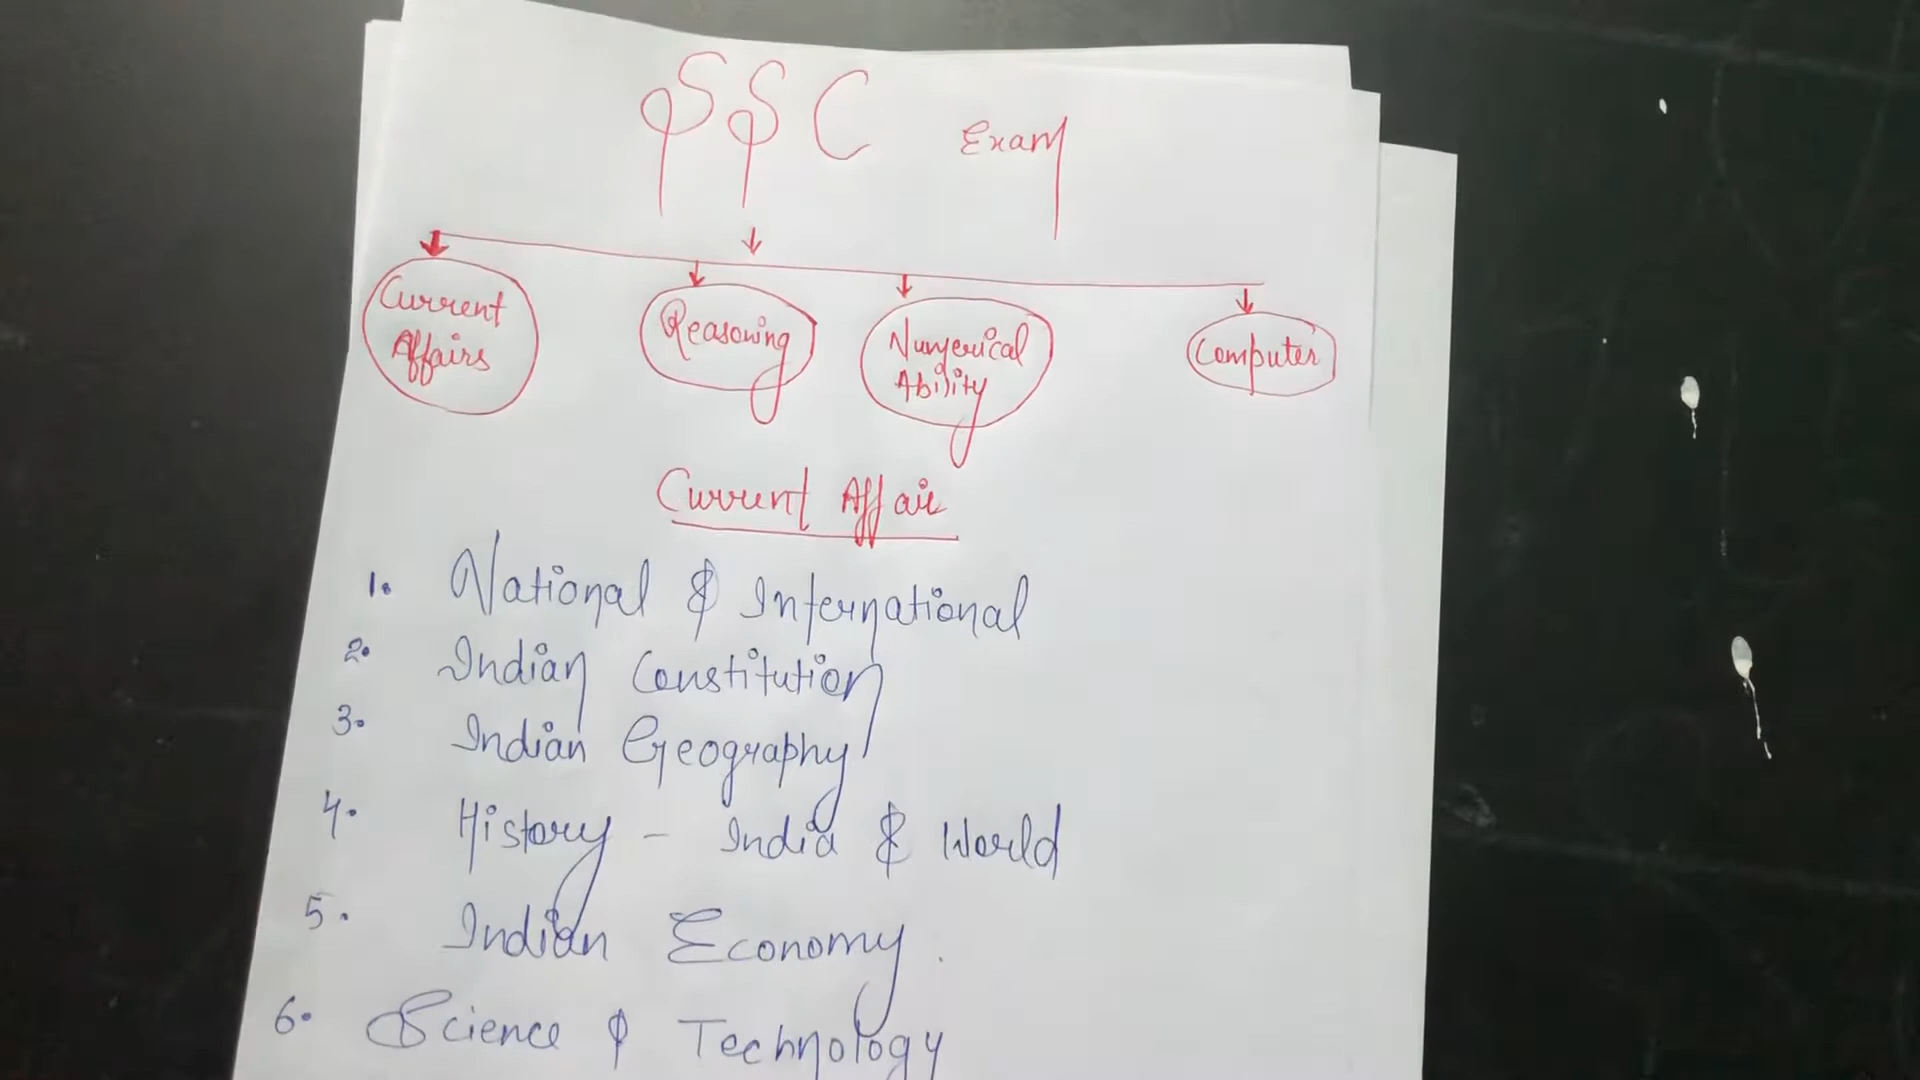 SSC Exam
Current Affairs
Reasoning
Numerical Ability
Computer
Current Affair
1. National & International
2. Indian Constitution
3. Indian Geography
4. History - India & World
5. Indian Economy.
6. Science & Technology